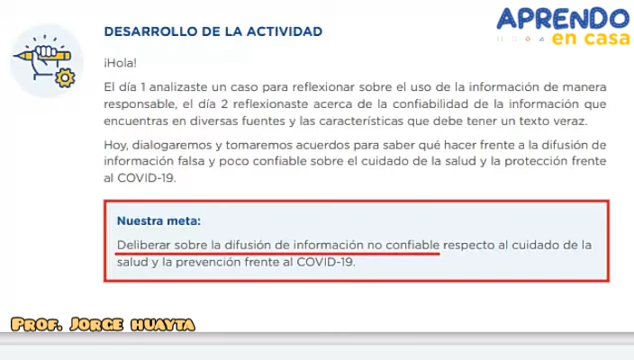 APRENDO
en casa
DESARROLLO DE LA ACTIVIDAD
¡Hola!
El día 1 analizaste un caso para reflexionar sobre el uso de la información de manera
responsable, el día 2 reflexionaste acerca de la confiabilidad de la información que
encuentras en diversas fuentes y las características que debe tener un texto veraz.
Hoy, dialogaremos y tomaremos acuerdos para saber qué hacer frente a la difusión de
información falsa y poco confiable sobre el cuidado de la salud y la protección frente
al COVID-19.
Nuestra meta:
Deliberar sobre la difusión de información no confiable respecto al cuidado de la
salud y la prevención frente al COVID-19.
PROF. JORGE HUAYTA